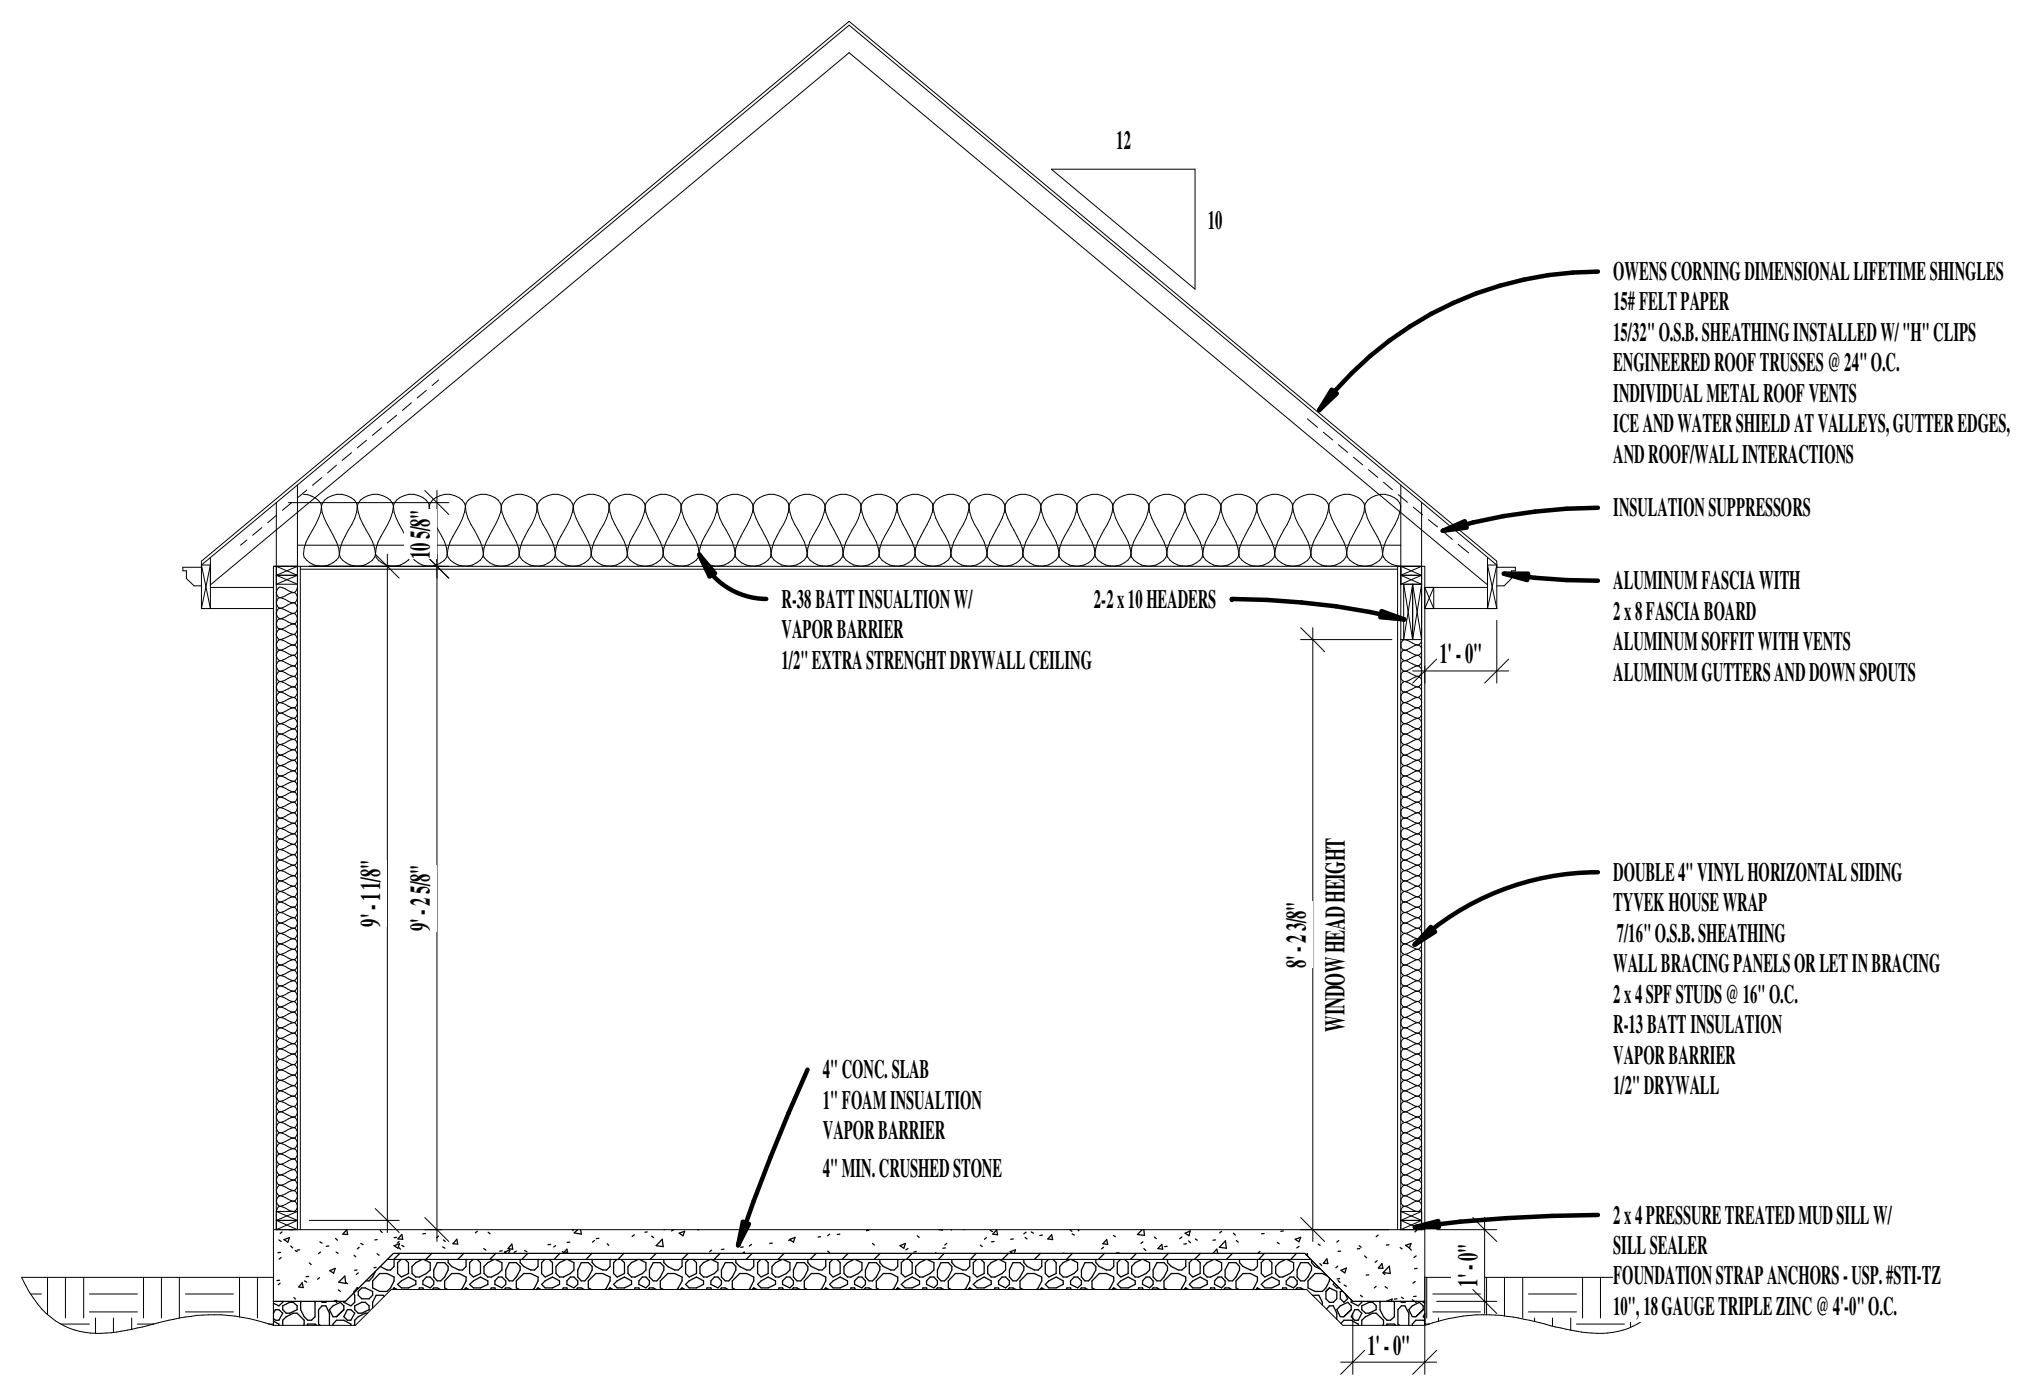 12
10
OWENS CORNING DIMENSIONAL LIFETIME SHINGLES
15# FELT PAPER
15/32" O.S.B. SHEATHING INSTALLED W/ "H" CLIPS
ENGINEERED ROOF TRUSSES @ 24" O.C.
INDIVIDUAL METAL ROOF VENTS
ICE AND WATER SHIELD AT VALLEYS, GUTTER EDGES,
AND ROOF/WALL INTERACTIONS
INSULATION SUPPRESSORS
10 5/8"
R-38 BATT INSUALTION W/
VAPOR BARRIER
1/2" EXTRA STRENGHT DRYWALL CEILING
2-2 x 10 HEADERS
ALUMINUM FASCIA WITH
2 x 8 FASCIA BOARD
ALUMINUM SOFFIT WITH VENTS
ALUMINUM GUTTERS AND DOWN SPOUTS
1' - 0"
9' - 1 1/8"
9' - 2 5/8"
8' - 2 3/8"
WINDOW HEAD HEIGHT
DOUBLE 4" VINYL HORIZONTAL SIDING
TYVEK HOUSE WRAP
7/16" O.S.B. SHEATHING
WALL BRACING PANELS OR LET IN BRACING
2 x 4 SPF STUDS @ 16" O.C.
R-13 BATT INSULATION
VAPOR BARRIER
1/2" DRYWALL
4" CONC. SLAB
1" FOAM INSUALTION
VAPOR BARRIER
4" MIN. CRUSHED STONE
2 x 4 PRESSURE TREATED MUD SILL W/
SILL SEALER
FOUNDATION STRAP ANCHORS - USP. #STI-TZ
10", 18 GAUGE TRIPLE ZINC @ 4'-0" O.C.
1' - 0"
1' - 0"